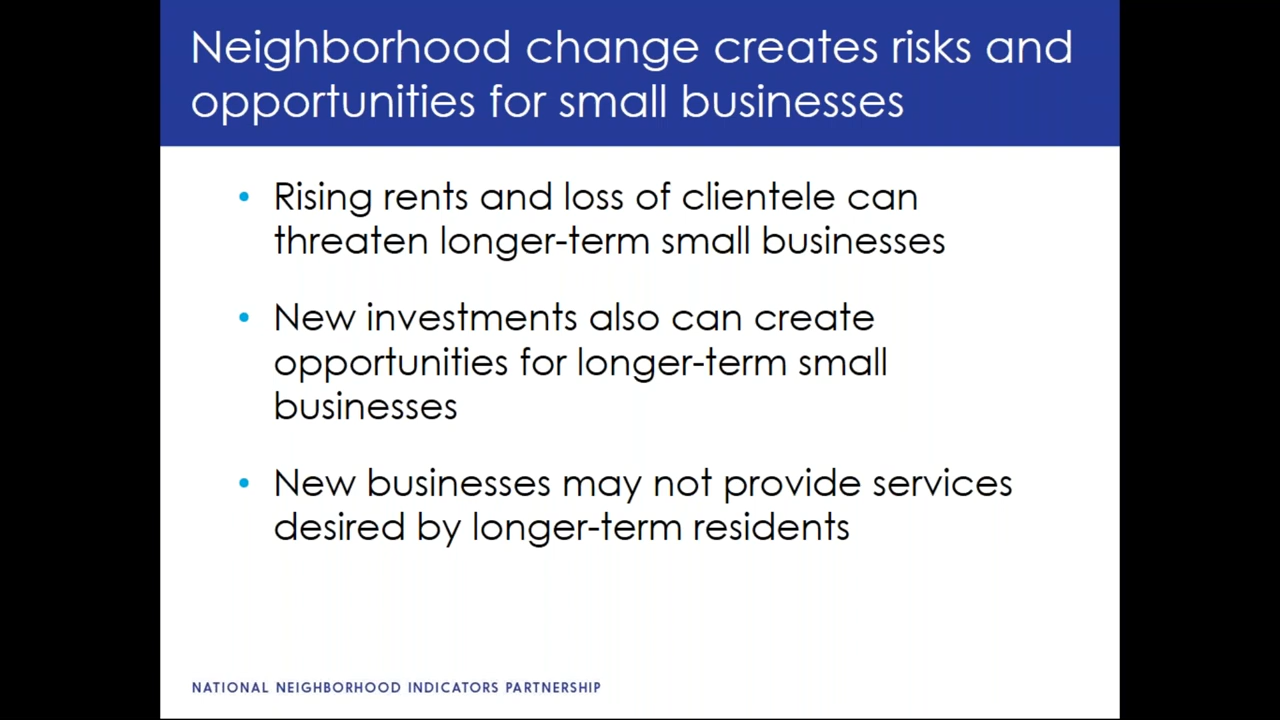 Neighborhood change creates risks and
opportunities for small businesses
• Rising rents and loss of clientele can
threaten longer-term small businesses
• New investments also can create
opportunities for longer-term small
businesses
• New businesses may not provide services
desired by longer-term residents
NATIONAL NEIGHBORHOOD INDICATORS PARTNERSHIP